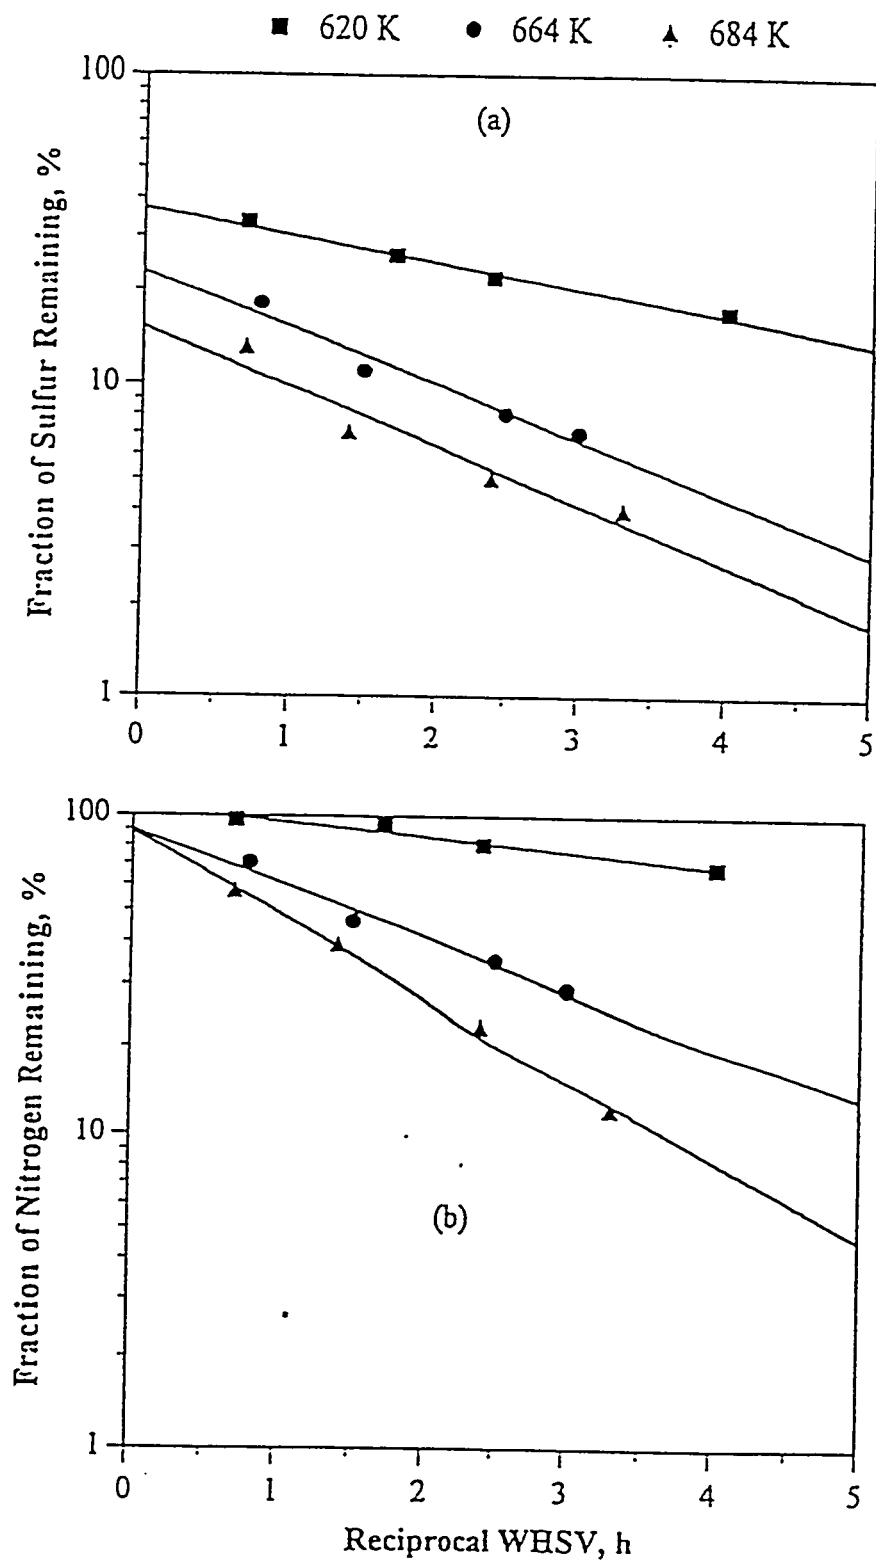 620 K 664 K 684 K
100
(a)
10
1
0 1 2 3 4 5
Fraction of Sulfur Remaining, %
100
10
(b)
1
0 1 2 3 4 5
Fraction of Nitrogen Remaining, %
Reciprocal WHSV, h